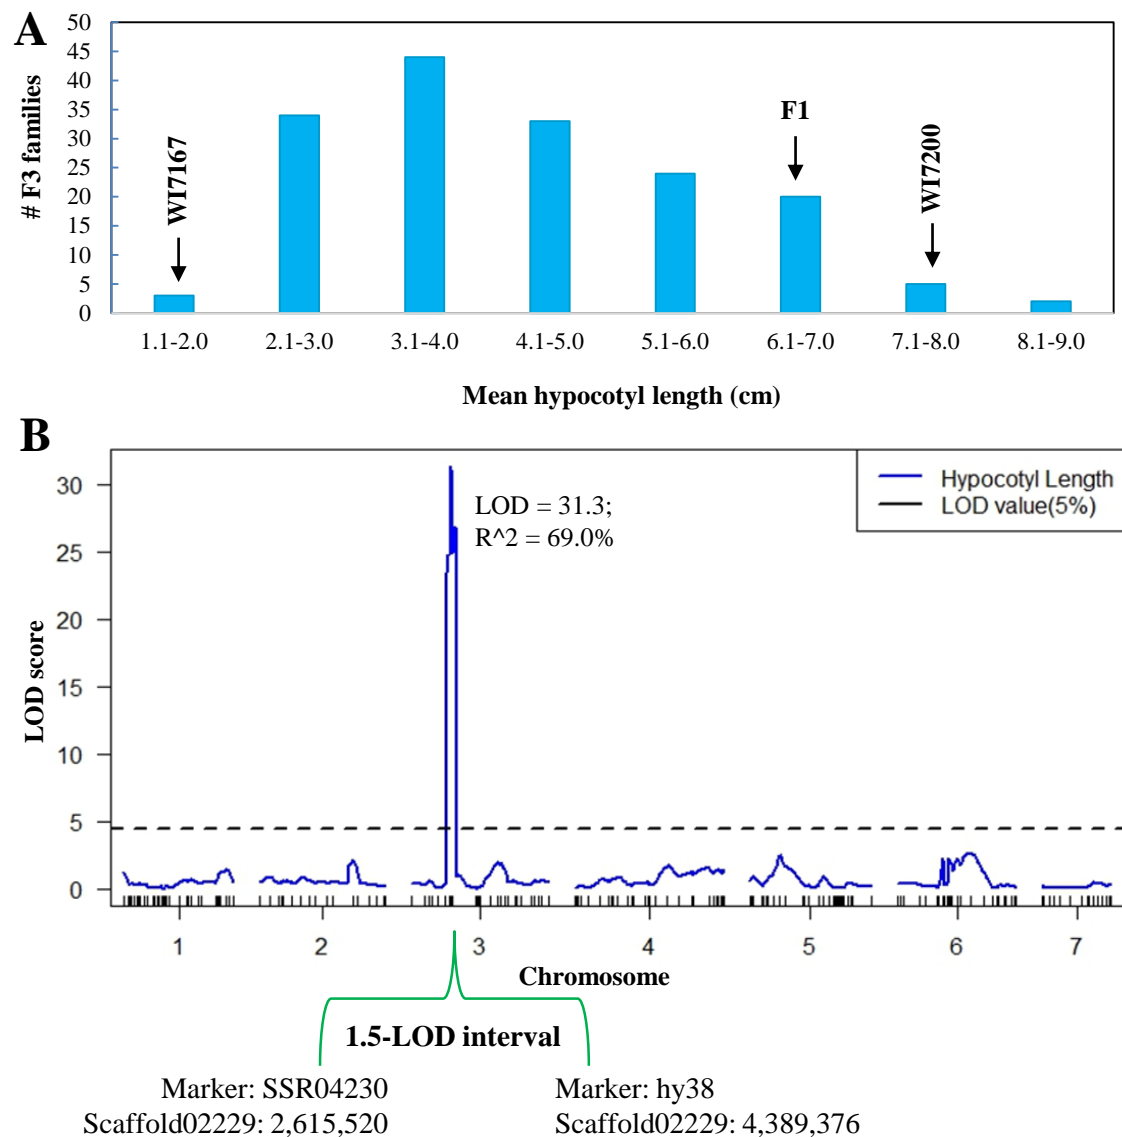 A
# F3 families
50
45
40
35
30
25
20
15
10
5
0
WI7167
F1
WI7200
1.1-2.0 2.1-3.0 3.1-4.0 4.1-5.0 5.1-6.0 6.1-7.0 7.1-8.0 8.1-9.0
Mean hypocotyl length (cm)
B
LOD score
30
25
20
15
10
5
0
LOD = 31.3;
R^2 = 69.0%
Hypocotyl Length
LOD value(5%)
1 2 3 4 5 6 7
Chromosome
1.5-LOD interval
Marker: SSR04230
Scaffold02229: 2,615,520
Marker: hy38
Scaffold02229: 4,389,376